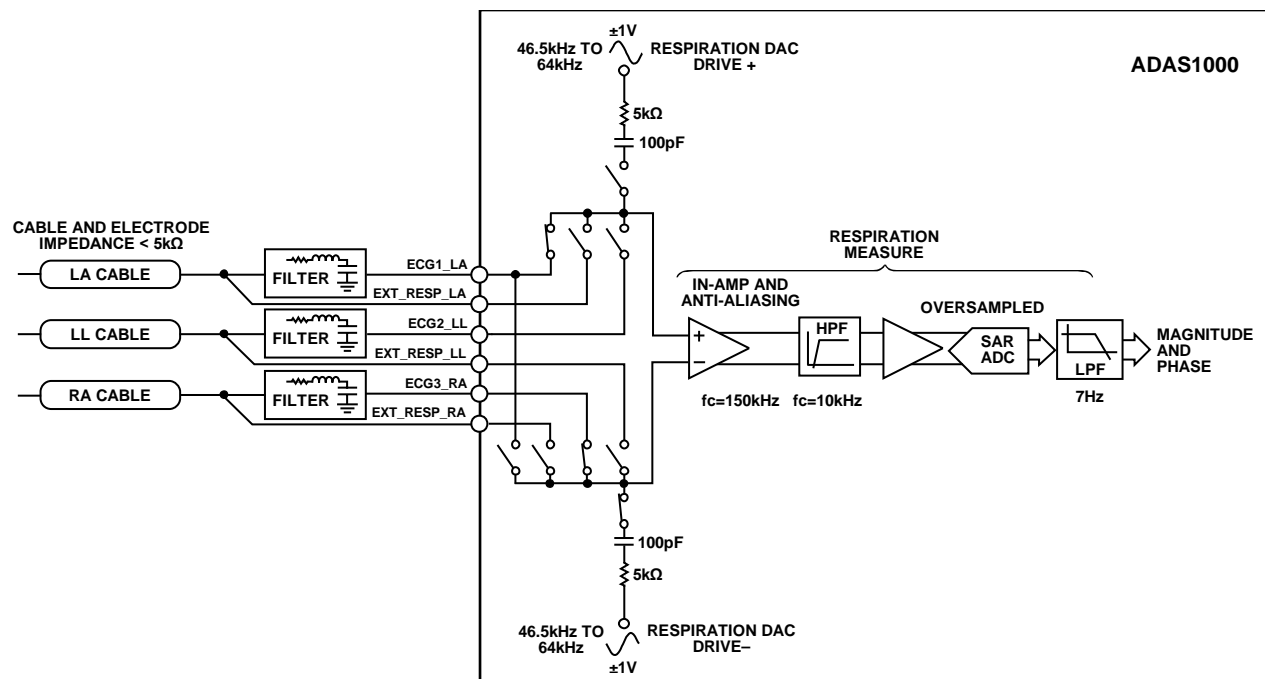 ±1V
46.5kHz TO
64kHz
RESPIRATION DAC
DRIVE +
ADAS1000
5kΩ
100pF
CABLE AND ELECTRODE
IMPEDANCE < 5kΩ
LA CABLE
FILTER
ECG1_LA
EXT_RESP_LA
LL CABLE
FILTER
ECG2_LL
EXT_RESP_LL
RA CABLE
FILTER
ECG3_RA
EXT_RESP_RA
RESPIRATION
MEASURE
IN-AMP AND
ANTI-ALIASING
+
–
fc=150kHz
HPF
fc=10kHz
OVERSAMPLED
SAR
ADC
LPF
7Hz
MAGNITUDE
AND
PHASE
100pF
5kΩ
46.5kHz TO
64kHz
RESPIRATION DAC
DRIVE–
±1V